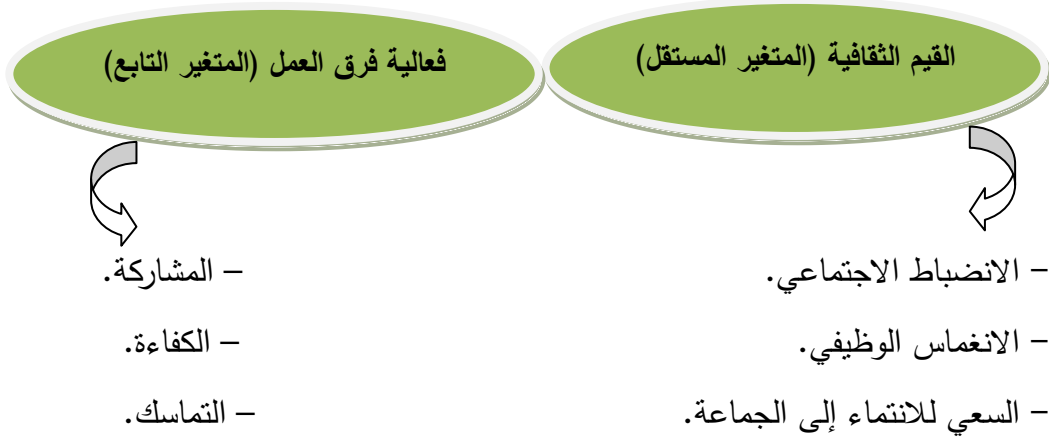 القيم الثقافية (المتغير المستقل)
فعالية فرق العمل (المتغير التابع)
– الانضباط الاجتماعي.
– المشاركة.
– الانغماس الوظيفي.
– الكفاءة.
– السعي للانتماء إلى الجماعة.
– التماسك.